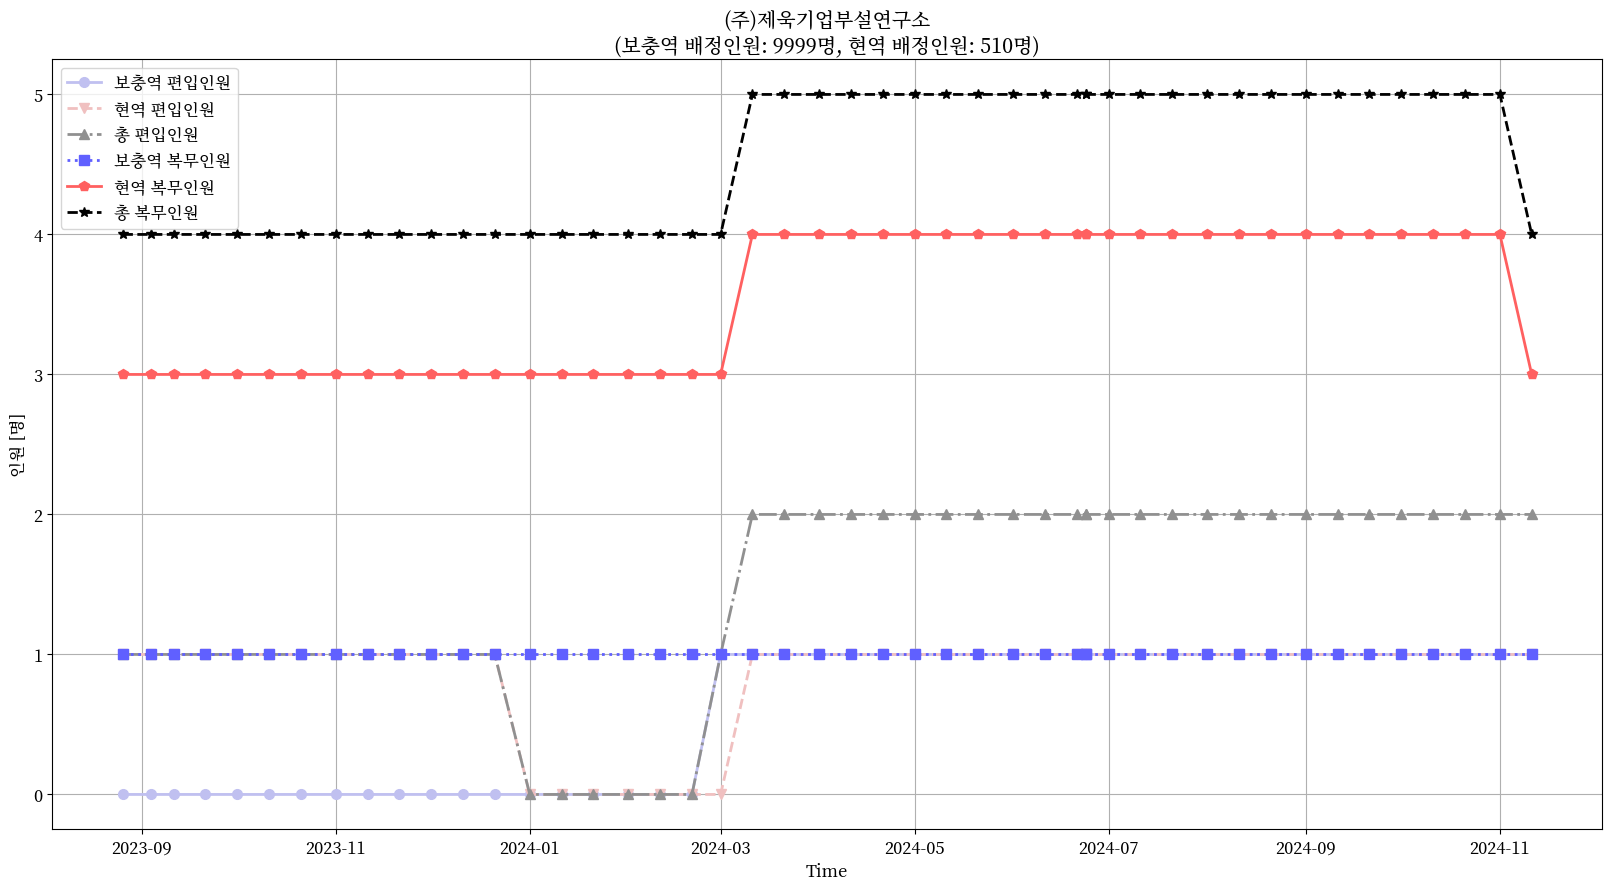 (주)제욱기업부설연구소
(보충역 배정인원: 9999명, 현역 배정인원: 510명)
보충역 편입인원
현역 편입인원
총 편입인원
보충역 복무인원
현역 복무인원
총 복무인원
5
4
3
2
1
0
인원 [명]
2023-09
2023-11
2024-01
2024-03
2024-05
2024-07
2024-09
2024-11
Time